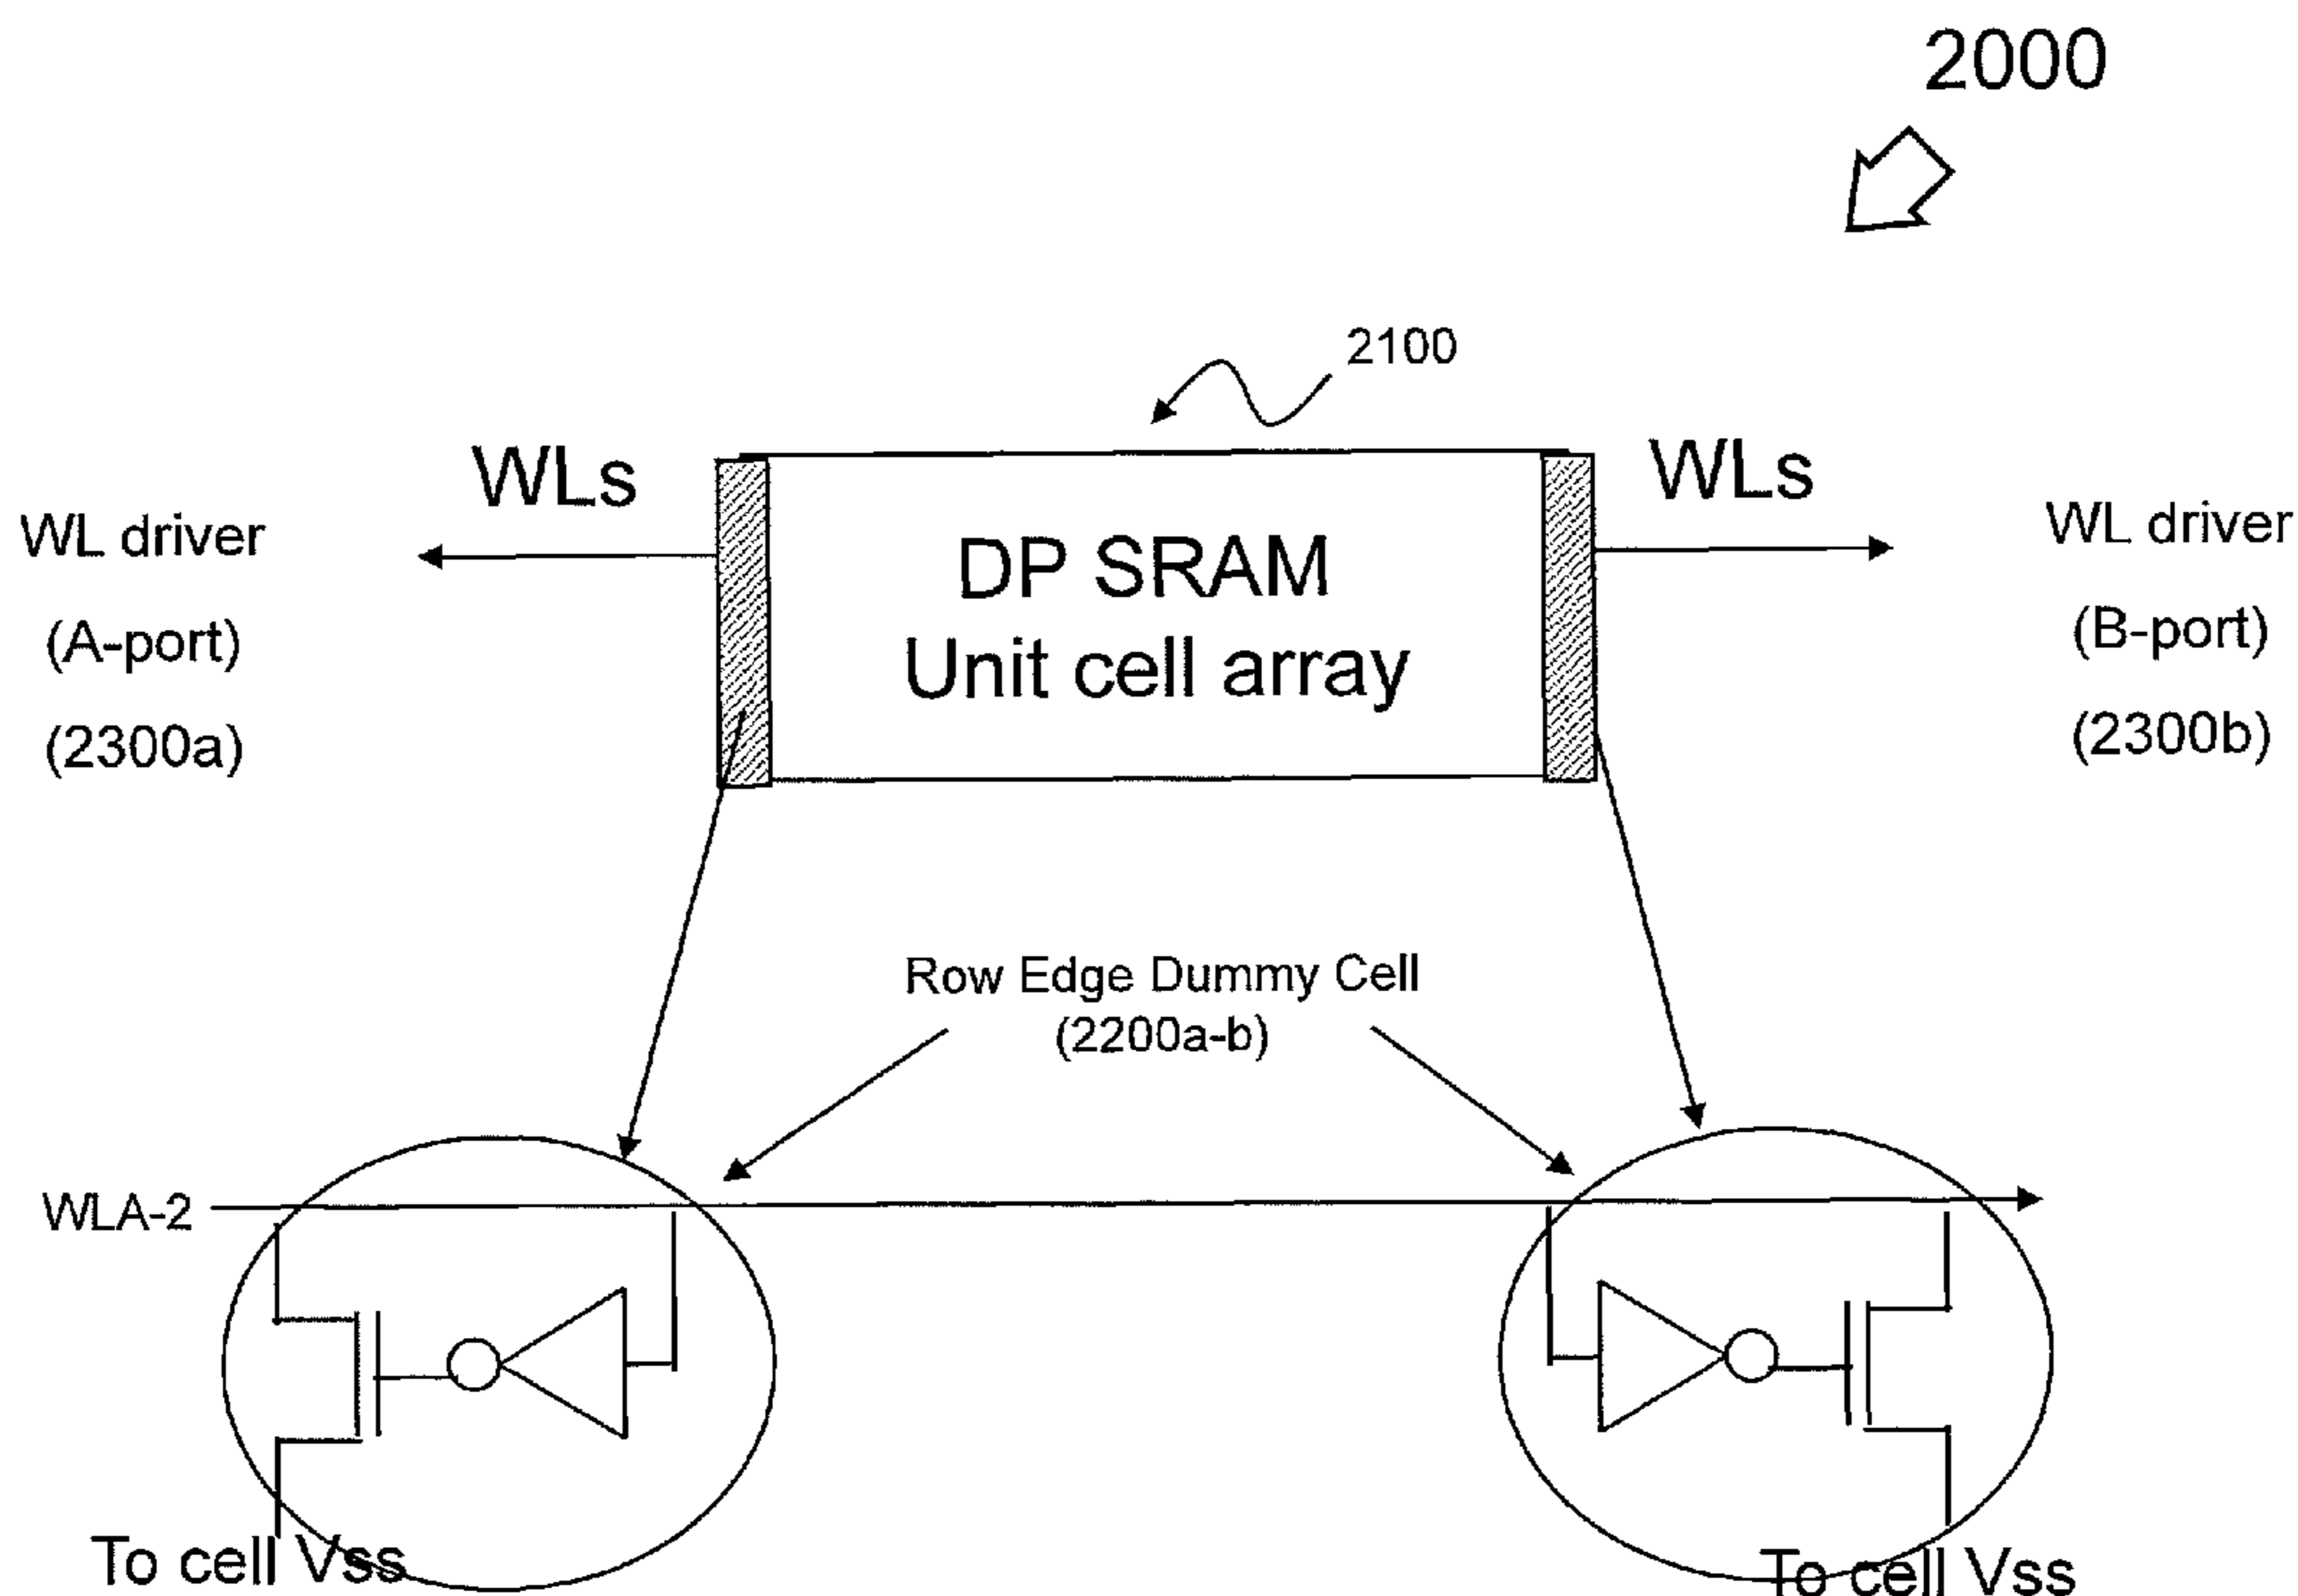 2000
2100
WLs
WLs
WL driver
(A-port)
(2300a)
DP SRAM
Unit cell array
WL driver
(B-port)
(2300b)
Row Edge Dummy Cell
(2200a-b)
WLA-2
To cell Vss
To cell Vss